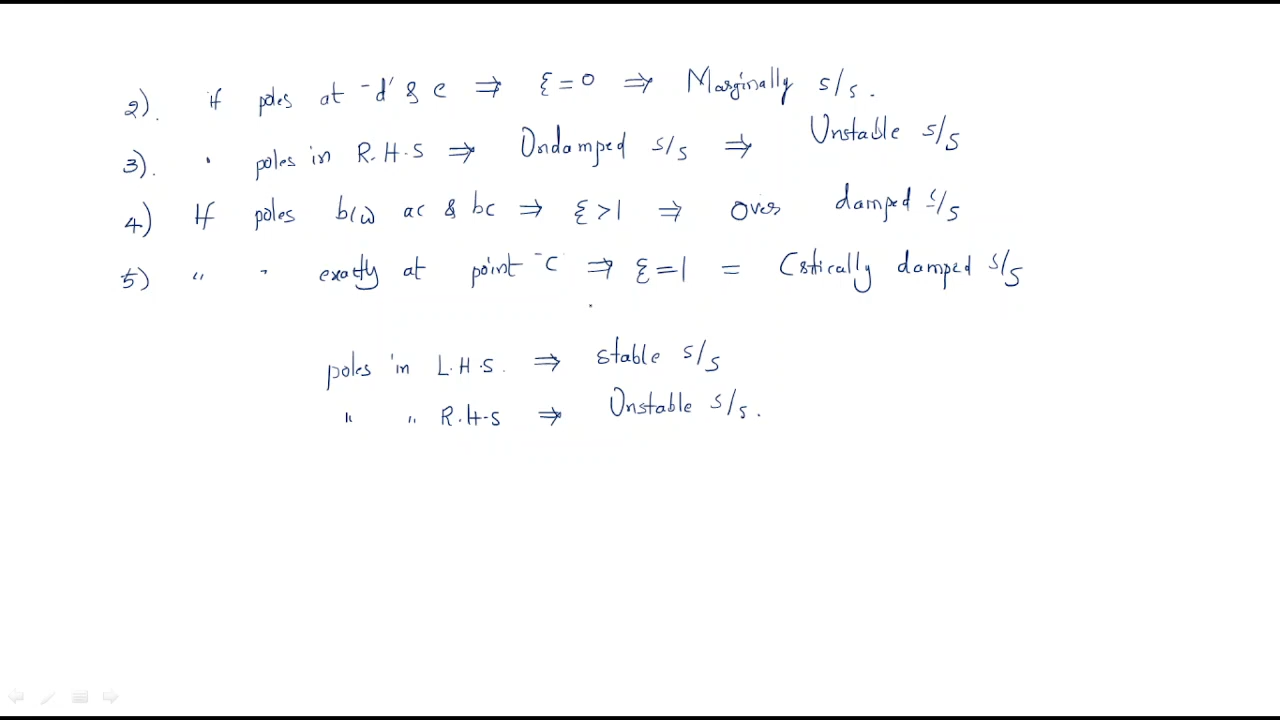 2). if poles at -d' & e ⇒ ξ=0 ⇒ Marginally s/s.
3). " poles in R.H.S ⇒ Undamped s/s ⇒ Unstable s/s
4) If poles b/w ac & bc ⇒ ξ>1 ⇒ Over damped s/s
5) " " exactly at point -C ⇒ ξ=1 = Critically damped s/s
poles in L.H.S. ⇒ stable s/s
" " R.H.S ⇒ Unstable s/s.